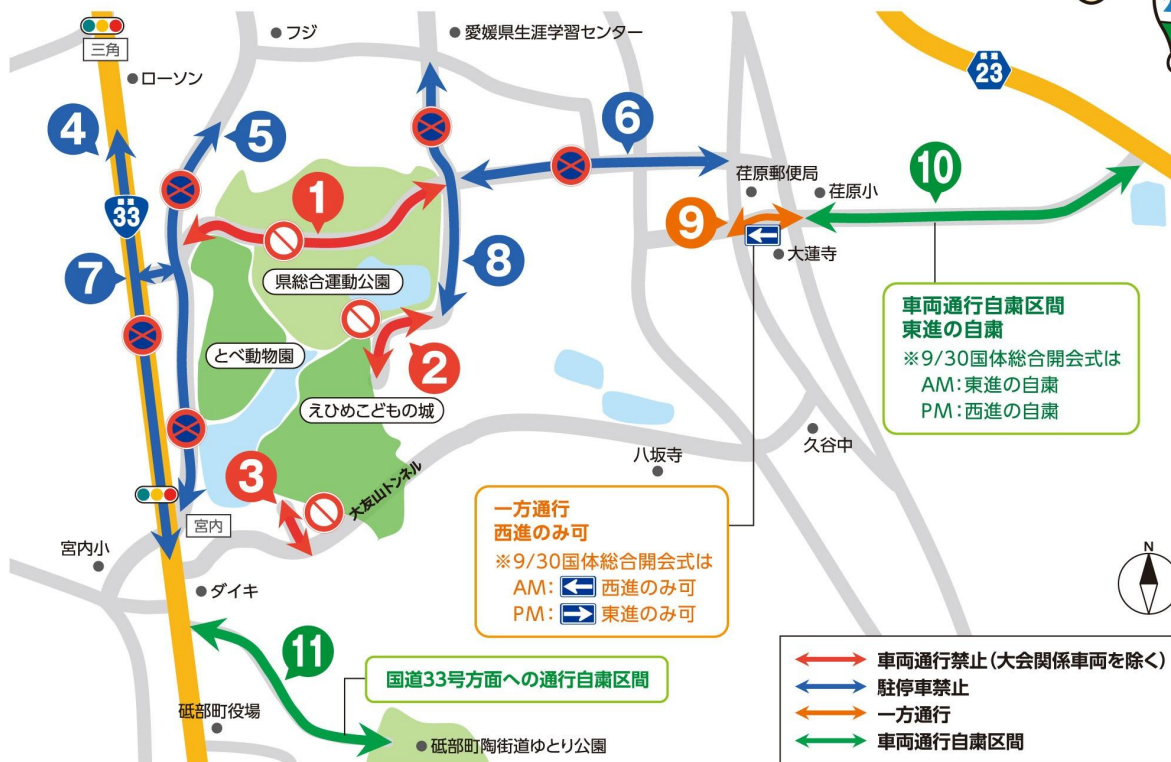 三角
ローソン
フジ
愛媛県生涯学習センター
23
4
5
6
33
1
荏原郵便局
荏原小
10
9
大蓮寺
7
8
県総合運動公園
とべ動物園
2
えひめこどもの城
車両通行自粛区間
東進の自粛
※9/30国体総合開会式は
AM:東進の自粛
PM:西進の自粛
久谷中
八坂寺
3
大友山トンネル
宮内
宮内小
ダイキ
一方通行
西進のみ可
※9/30国体総合開会式は
AM: ← 西進のみ可
PM: → 東進のみ可
N
11
国道33号方面への通行自粛区間
砥部町役場
砥部町陶街道ゆとり公園
車両通行禁止(大会関係車両を除く)
駐停車禁止
一方通行
車両通行自粛区間